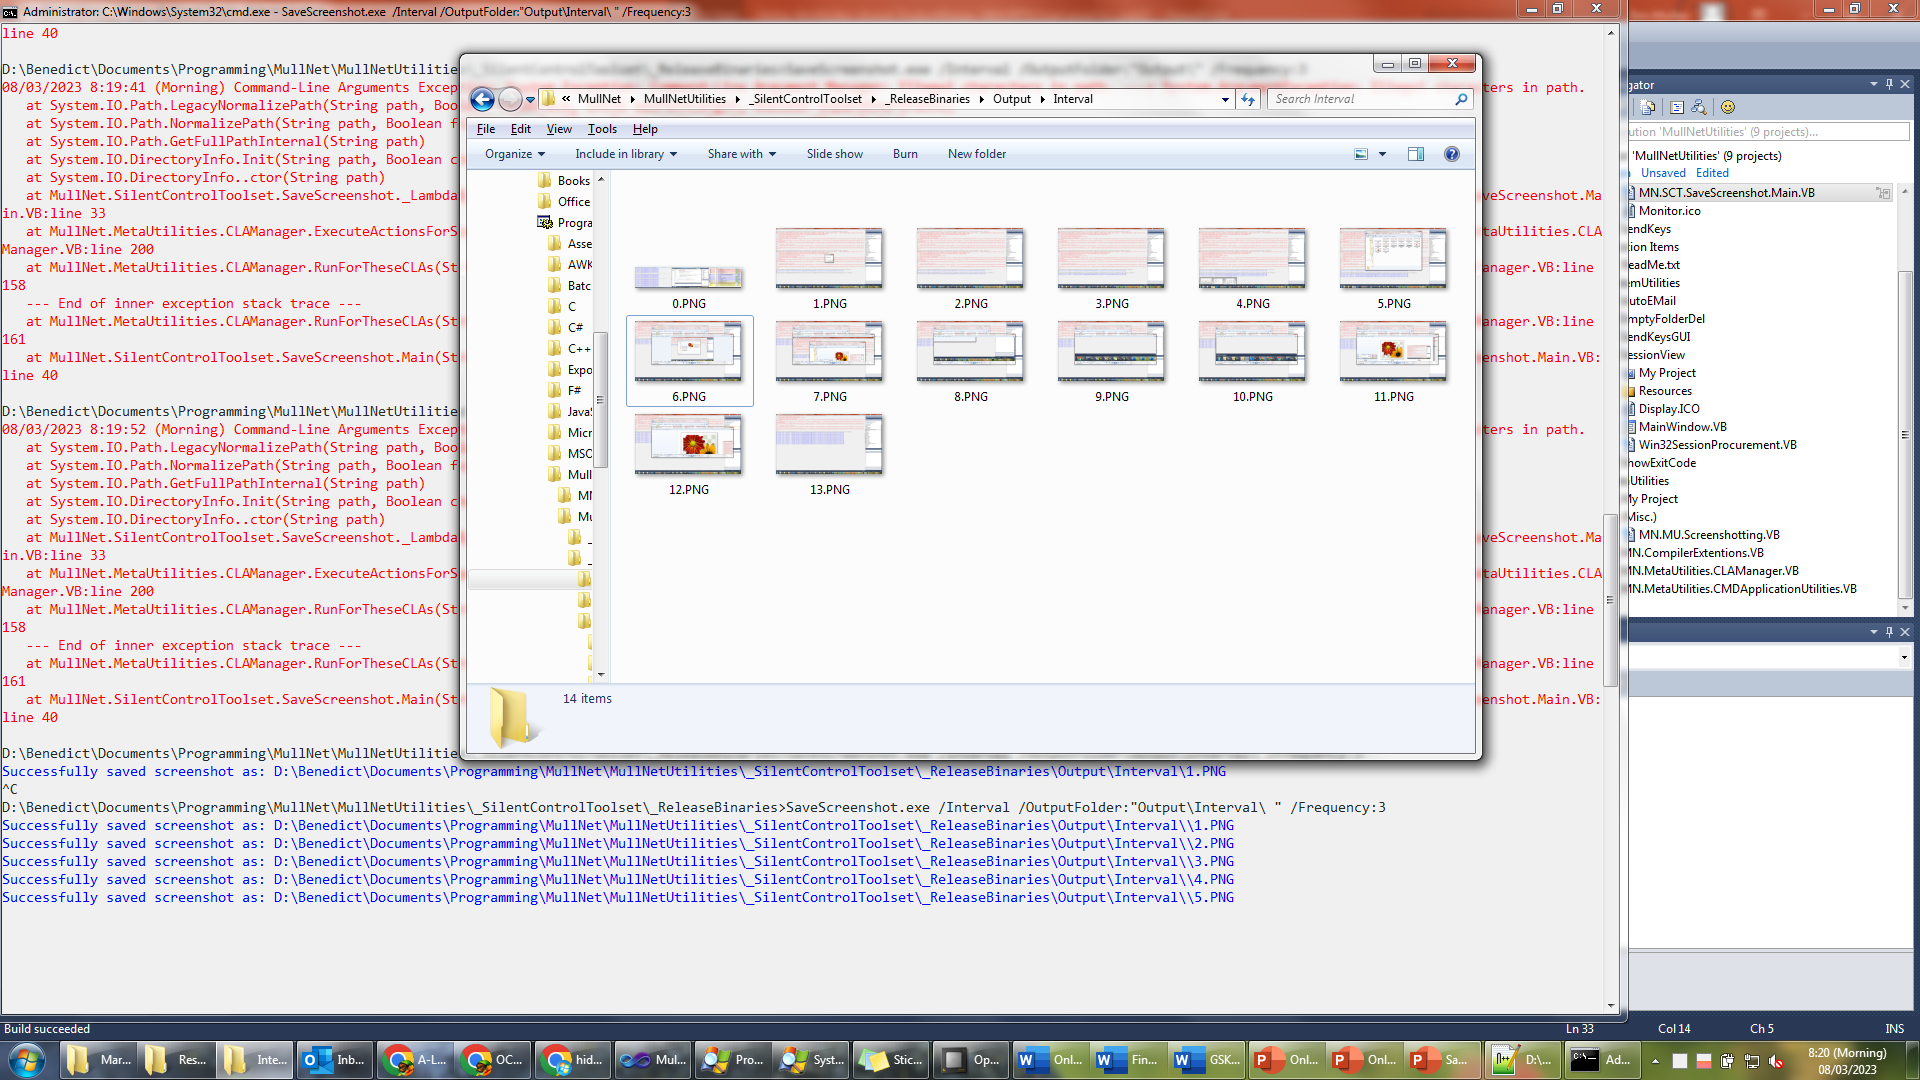 Administrator: C:\Windows\System32\cmd.exe - SaveScreenshot.exe  /Interval /OutputFolder:"Output\Interval\ " /Frequency:3
line 40
D:\Benedict\Documents\Programming\MullNet\MullNetUtilities
08/03/2023 8:19:41 (Morning) Command-Line Arguments Excep
ters in path.
at System.IO.Path.LegacyNormalizePath(String path, Boo
at System.IO.Path.NormalizePath(String path, Boolean f
at System.IO.Path.GetFullPathInternal(String path)
at System.IO.DirectoryInfo.Init(String path, Boolean c
at System.IO.DirectoryInfo..ctor(String path)
at MullNet.SilentControlToolset.SaveScreenshot._Lambda
veScreenshot.Ma
in.VB:line 33
at MullNet.MetaUtilities.CLAManager.ExecuteActionsForS
taUtilities.CLA
Manager.VB:line 200
at MullNet.MetaUtilities.CLAManager.RunForTheseCLAs(St
anager.VB:line
158
--- End of inner exception stack trace ---
at MullNet.MetaUtilities.CLAManager.RunForTheseCLAs(St
anager.VB:line
161
at MullNet.SilentControlToolset.SaveScreenshot.Main(St
enshot.Main.VB:
line 40
D:\Benedict\Documents\Programming\MullNet\MullNetUtilities
08/03/2023 8:19:52 (Morning) Command-Line Arguments Excep
ters in path.
at System.IO.Path.LegacyNormalizePath(String path, Boo
at System.IO.Path.NormalizePath(String path, Boolean f
at System.IO.Path.GetFullPathInternal(String path)
at System.IO.DirectoryInfo.Init(String path, Boolean c
at System.IO.DirectoryInfo..ctor(String path)
at MullNet.SilentControlToolset.SaveScreenshot._Lambda
veScreenshot.Ma
in.VB:line 33
at MullNet.MetaUtilities.CLAManager.ExecuteActionsForS
taUtilities.CLA
Manager.VB:line 200
at MullNet.MetaUtilities.CLAManager.RunForTheseCLAs(St
anager.VB:line
158
--- End of inner exception stack trace ---
at MullNet.MetaUtilities.CLAManager.RunForTheseCLAs(St
anager.VB:line
161
at MullNet.SilentControlToolset.SaveScreenshot.Main(St
enshot.Main.VB:
line 40
D:\Benedict\Documents\Programming\MullNet\MullNetUtilities
Successfully saved screenshot as: D:\Benedict\Documents\Programming\MullNet\MullNetUtilities\_SilentControlToolset\_ReleaseBinaries\Output\Interval\1.PNG
^C
D:\Benedict\Documents\Programming\MullNet\MullNetUtilities\_SilentControlToolset\_ReleaseBinaries>SaveScreenshot.exe /Interval /OutputFolder:"Output\Interval\ " /Frequency:3
Successfully saved screenshot as: D:\Benedict\Documents\Programming\MullNet\MullNetUtilities\_SilentControlToolset\_ReleaseBinaries\Output\Interval\\1.PNG
Successfully saved screenshot as: D:\Benedict\Documents\Programming\MullNet\MullNetUtilities\_SilentControlToolset\_ReleaseBinaries\Output\Interval\\2.PNG
Successfully saved screenshot as: D:\Benedict\Documents\Programming\MullNet\MullNetUtilities\_SilentControlToolset\_ReleaseBinaries\Output\Interval\\3.PNG
Successfully saved screenshot as: D:\Benedict\Documents\Programming\MullNet\MullNetUtilities\_SilentControlToolset\_ReleaseBinaries\Output\Interval\\4.PNG
Successfully saved screenshot as: D:\Benedict\Documents\Programming\MullNet\MullNetUtilities\_SilentControlToolset\_ReleaseBinaries\Output\Interval\\5.PNG
« MullNet MullNetUtilities _SilentControlToolset _ReleaseBinaries Output Interval
Search Interval
File Edit View Tools Help
Organize Include in library Share with Slide show Burn New folder
Books
Office
Progra
Asse
AWK
Batc
C
C#
C++
Expo
F#
Java
Micr
MSC
Mull
MI
Mu
0.PNG 1.PNG 2.PNG 3.PNG 4.PNG 5.PNG
6.PNG 7.PNG 8.PNG 9.PNG 10.PNG 11.PNG
12.PNG 13.PNG
14 items
gator
ution 'MullNetUtilities' (9 projects)...
'MullNetUtilities' (9 projects)
Unsaved Edited
MN.SCT.SaveScreenshot.Main.VB
Monitor.ico
endKeys
ion Items
eadMe.txt
emUtilities
utoEMail
mptyFolderDel
endKeysGUI
essionView
My Project
Resources
Display.ICO
MainWindow.VB
Win32SessionProcurement.VB
howExitCode
Utilities
My Project
Misc.)
MN.MU.Screenshotting.VB
MN.CompilerExtentions.VB
MN.MetaUtilities.CLAManager.VB
MN.MetaUtilities.CMDApplicationUtilities.VB
Build succeeded
Ln 33 Col 14 Ch 5 INS
Mar... Res... Inte... Inb... A-L... OC... hid... Mul... Pro... Syst... Stic... Op... Onl... Fin... GSK... Onl... Onl... Sa... D:\... Ad...
8:20 (Morning)
08/03/2023